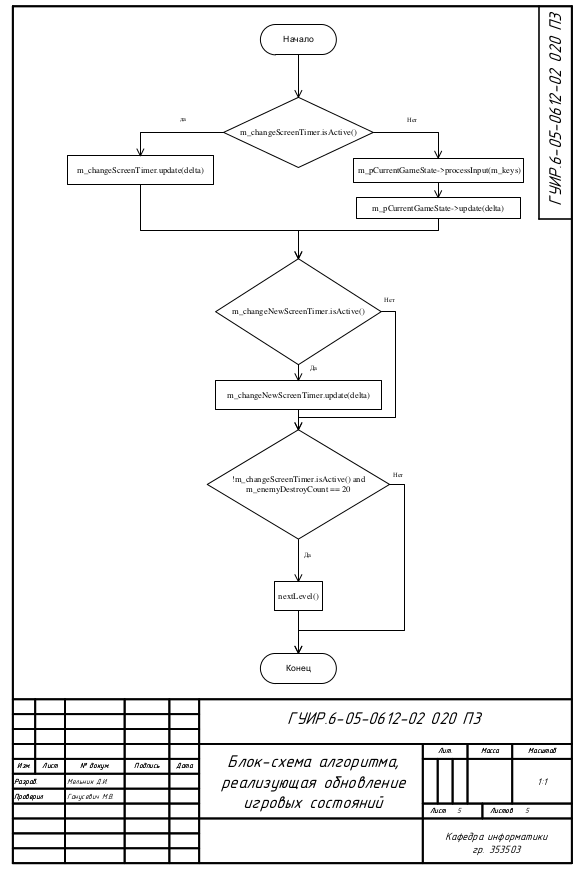 ГУИР.6-05-0612-02 020 ПЗ
Начало
да
Нет
m_changeScreenTimer.isActive()
m_changeScreenTimer.update(delta)
m_pCurrentGameState->processInput(m_keys)
m_pCurrentGameState->update(delta)
Нет
m_changeNewScreenTimer.isActive()
Да
m_changeNewScreenTimer.update(delta)
Нет
!m_changeScreenTimer.isActive() and
m_enemyDestroyCount == 20
Да
nextLevel()
Конец
ГУИР.6-05-0612-02 020 ПЗ
Изм Лист № докум. Подпись Дата
Разраб. Мельник Д.И.
Проверил Ганусевич М.В.
Блок-схема алгоритма,
реализующая обновление
игровых состояний
Лит. Масса Масштаб
1:1
Лист 5 Листов 5
Кафедра информатики
гр. 353503